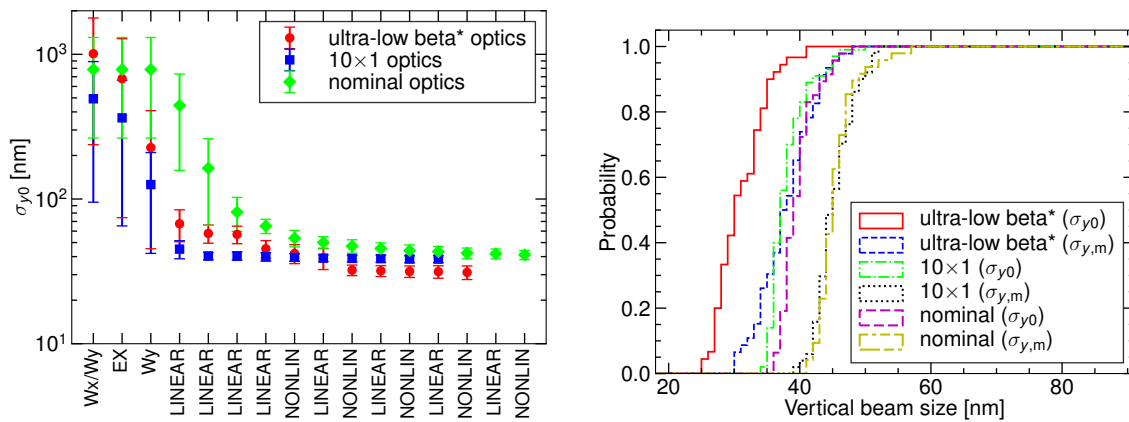 σy0 [nm]
10³
10²
10¹
ultra-low beta* optics
10×1 optics
nominal optics
Wx/Wy
EX
Wy
LINEAR
LINEAR
LINEAR
LINEAR
NONLIN
LINEAR
NONLIN
LINEAR
NONLIN
LINEAR
NONLIN
LINEAR
NONLIN
Probability
1.0
0.8
0.6
0.4
0.2
0.0
ultra-low beta* (σy0)
ultra-low beta* (σy,m)
10×1 (σy0)
10×1 (σy,m)
nominal (σy0)
nominal (σy,m)
20 40 60 80
Vertical beam size [nm]